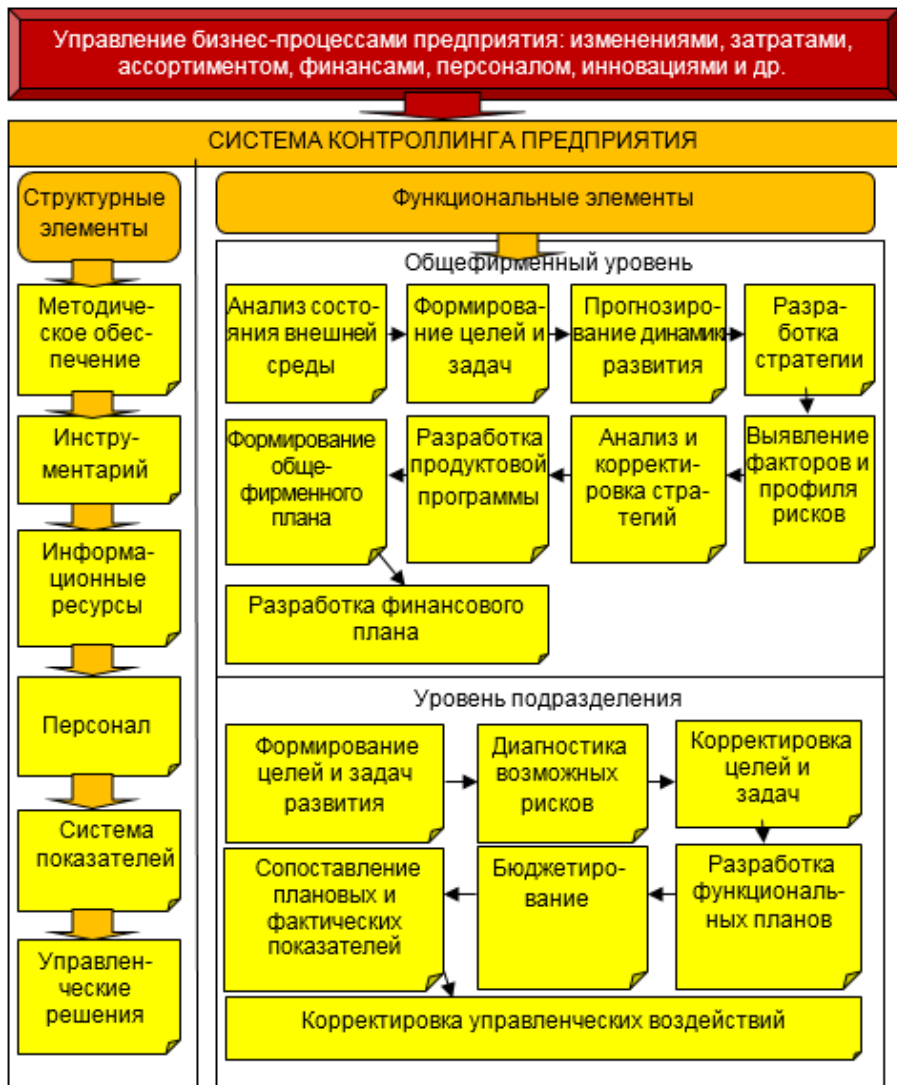 Управление бизнес-процессами предприятия: изменениями, затратами,
ассортиментом, финансами, персоналом, инновациями и др.
СИСТЕМА КОНТРОЛЛИНГА ПРЕДПРИЯТИЯ
Структурные
элементы
Методичес-
кое обес-
печение
Инстру-
ментарий
Информа-
ционные
ресурсы
Персонал
Система
показателей
Управлен-
ческие
решения
Функциональные элементы
Общефирменный уровень
Анализ состо-
яния внешней
среды
Формирова-
ние целей и
задач
Прогнозиро-
вание динамик
развития
Разра-
ботка
стратегии
Выявление
факторов и
профиля
рисков
Анализ и
корректи-
ровка стра-
тегий
Разработка
продуктовой
программы
Формирование
обще-
фирменного
плана
Разработка финансового
плана
Уровень подразделения
Формирование
целей и задач
развития
Диагностика
возможных
рисков
Корректировка
целей и
задач
Разработка
функциональ-
ных планов
Бюджетиро-
вание
Сопоставление
плановых и
фактических
показателей
Корректировка управленческих воздействий